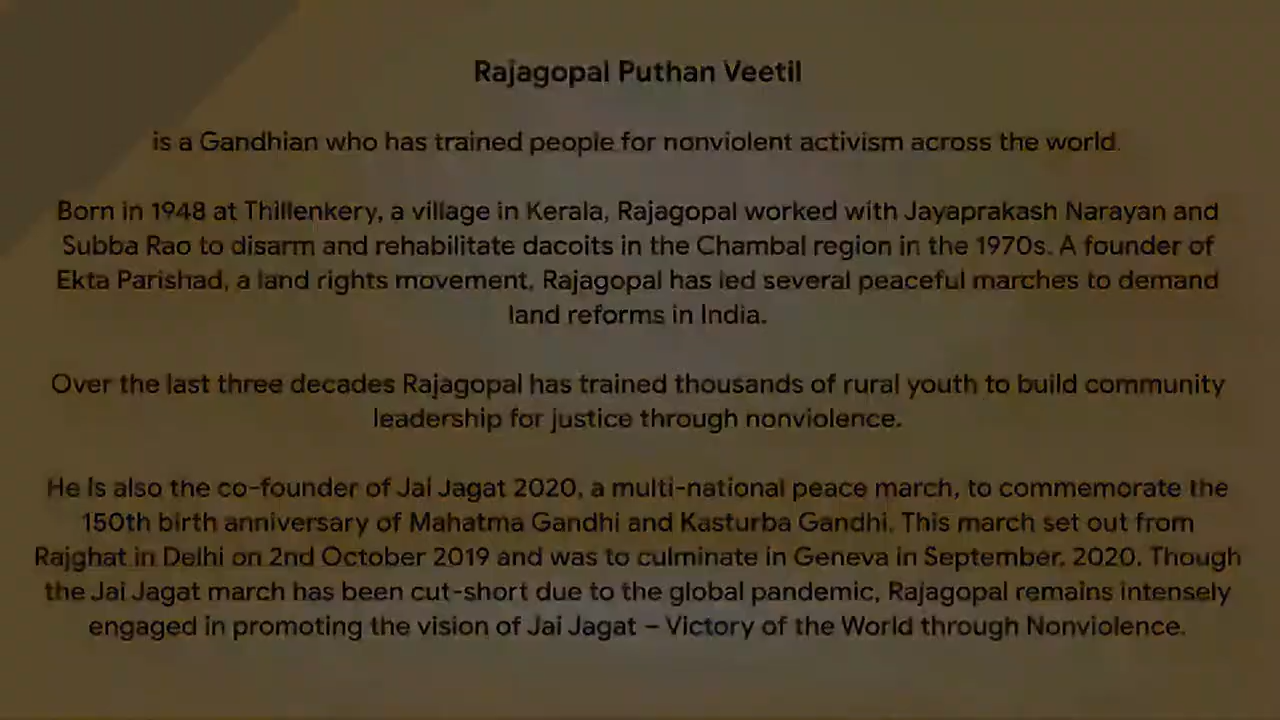 Rajagopal Puthan Veetil
is a Gandhian who has trained people for nonviolent activism across the world.
Born in 1948 at Thillenkery, a village in Kerala, Rajagopal worked with Jayaprakash Narayan and
Subba Rao to disarm and rehabilitate dacoits in the Chambal region in the 1970s. A founder of
Ekta Parishad, a land rights movement, Rajagopal has led several peaceful marches to demand
land reforms in India.
Over the last three decades Rajagopal has trained thousands of rural youth to build community
leadership for justice through nonviolence.
He is also the co-founder of Jai Jagat 2020, a multi-national peace march, to commemorate the
150th birth anniversary of Mahatma Gandhi and Kasturba Gandhi. This march set out from
Rajghat in Delhi on 2nd October 2019 and was to culminate in Geneva in September, 2020. Though
the Jai Jagat march has been cut-short due to the global pandemic, Rajagopal remains intensely
engaged in promoting the vision of Jai Jagat – Victory of the World through Nonviolence.